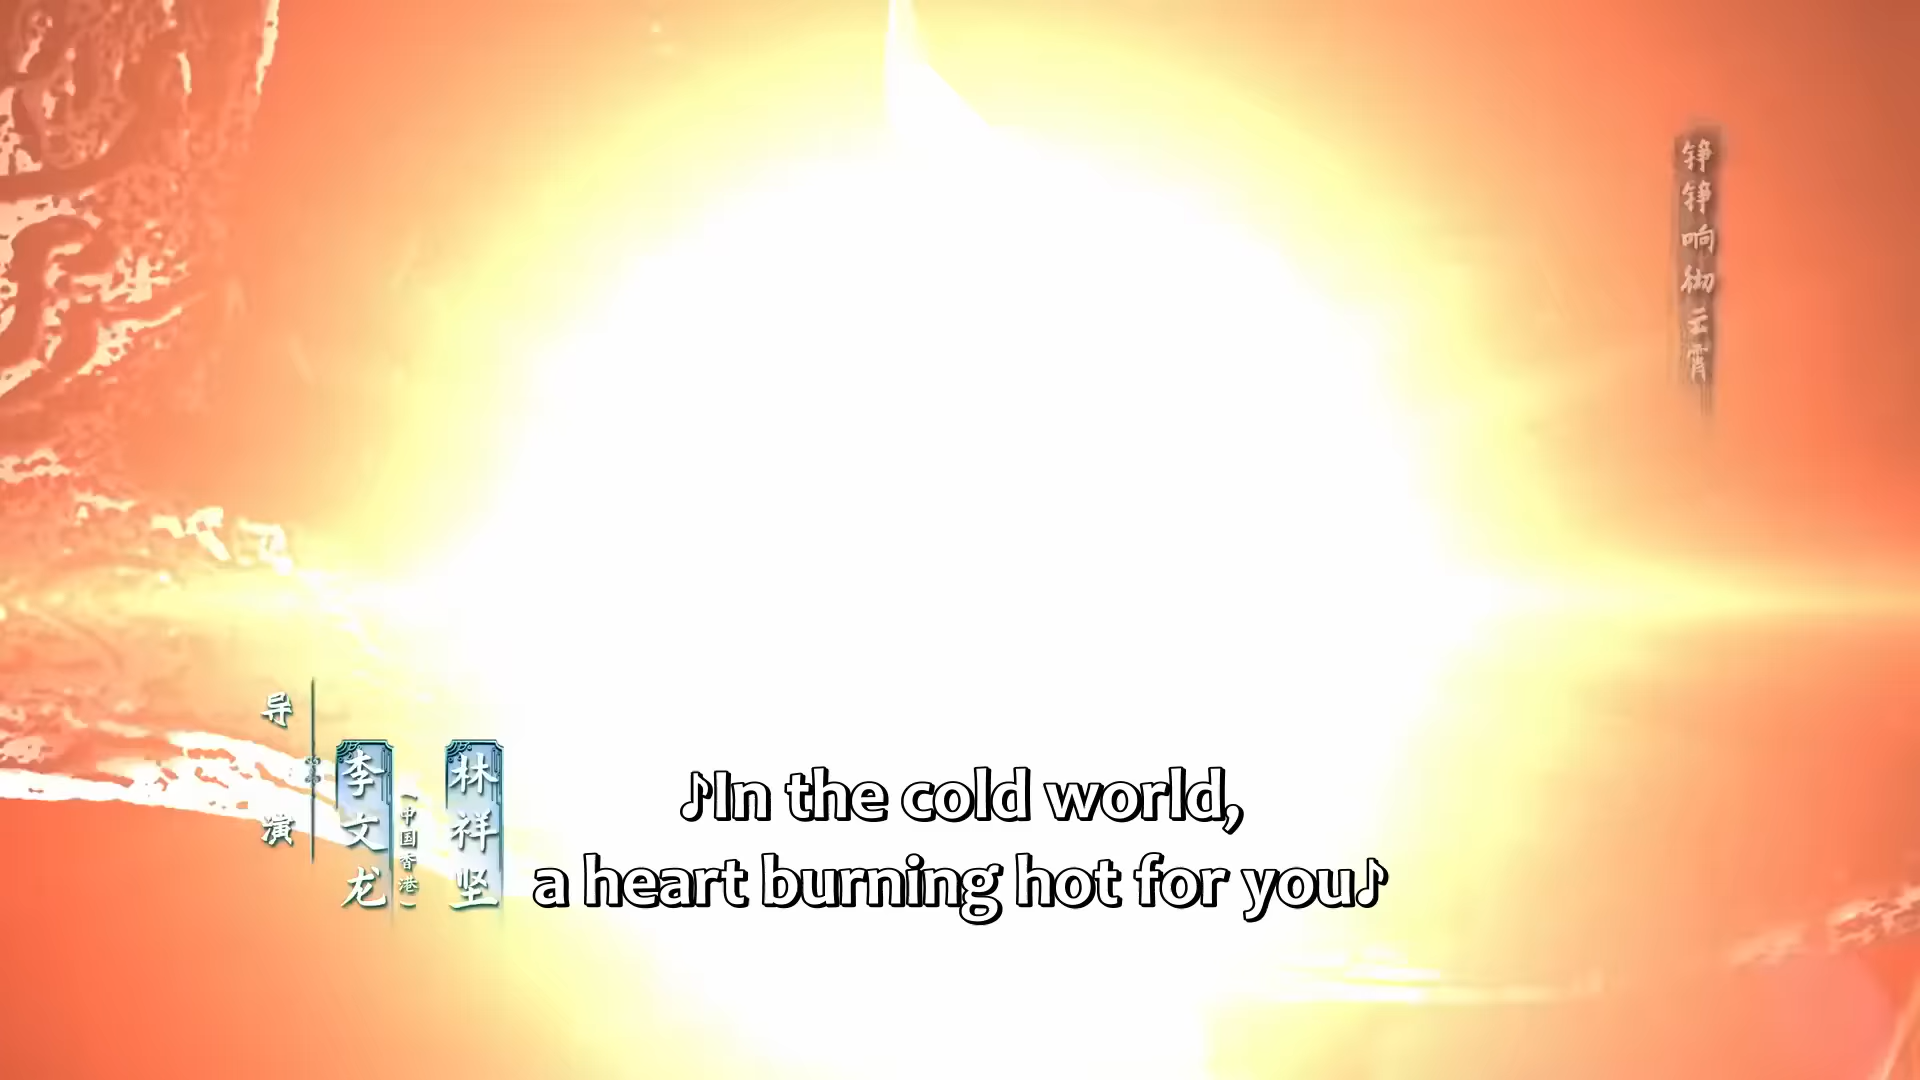 铮铮响彻云霄
导演
李文龙
（中国香港）
林祥坚
♪In the cold world,
a heart burning hot for you♪